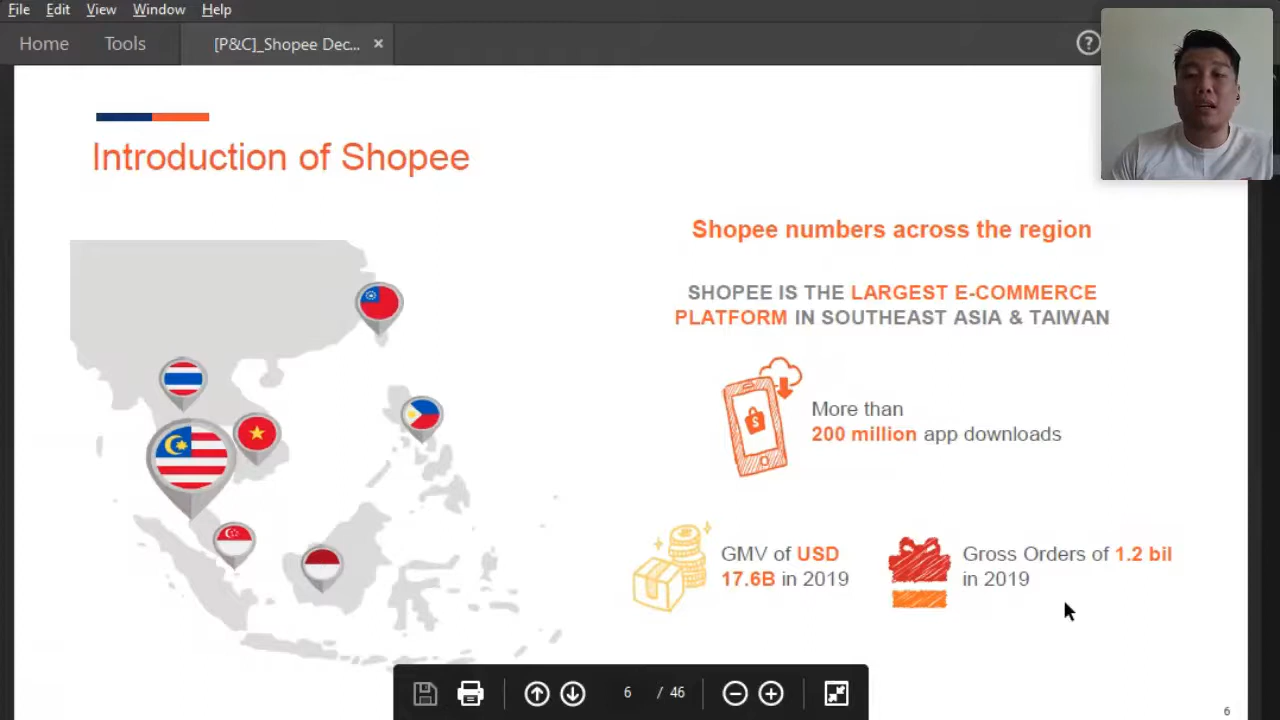 File Edit View Window Help
Home Tools [P&C]_Shopee Dec... × ?
Introduction of Shopee
Shopee numbers across the region
SHOPEE IS THE LARGEST E-COMMERCE
PLATFORM IN SOUTHEAST ASIA & TAIWAN
More than
200 million app downloads
GMV of USD
17.6B in 2019
Gross Orders of 1.2 bil
in 2019
6 / 46
6